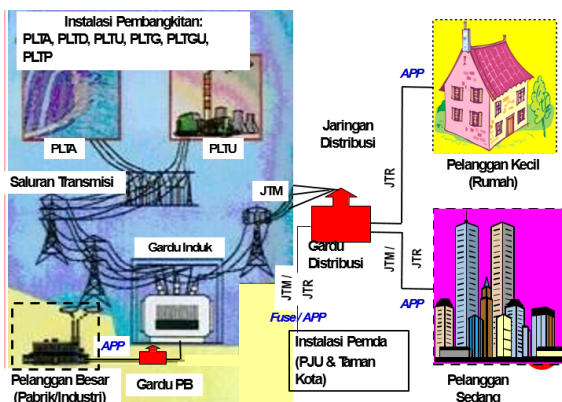 Instalasi Pembangkitan:
PLTA, PLTD, PLTU, PLTG, PLTGU,
PLTP
PLTA
PLTU
Saluran Transmisi
JTM
Gardu Induk
APP
Pelanggan Besar
(Pabrik/Industri)
Gardu PB
Jaringan
Distribusi
Gardu
Distribusi
JTM /
JTR
Fuse / APP
Instalasi Pemda
(PJU & Taman
Kota)
APP
JTR
Pelanggan Kecil
(Rumah)
JTM /
JTR
APP
Pelanggan
Sedang